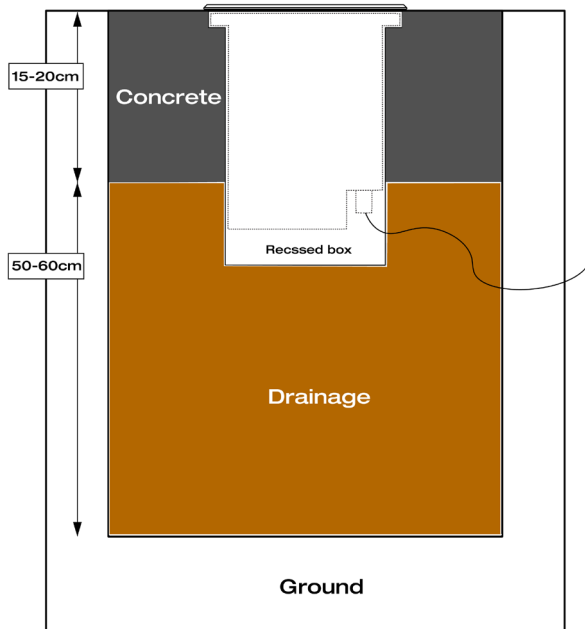 15-20cm
Concrete
Recssed box
50-60cm
Drainage
Ground